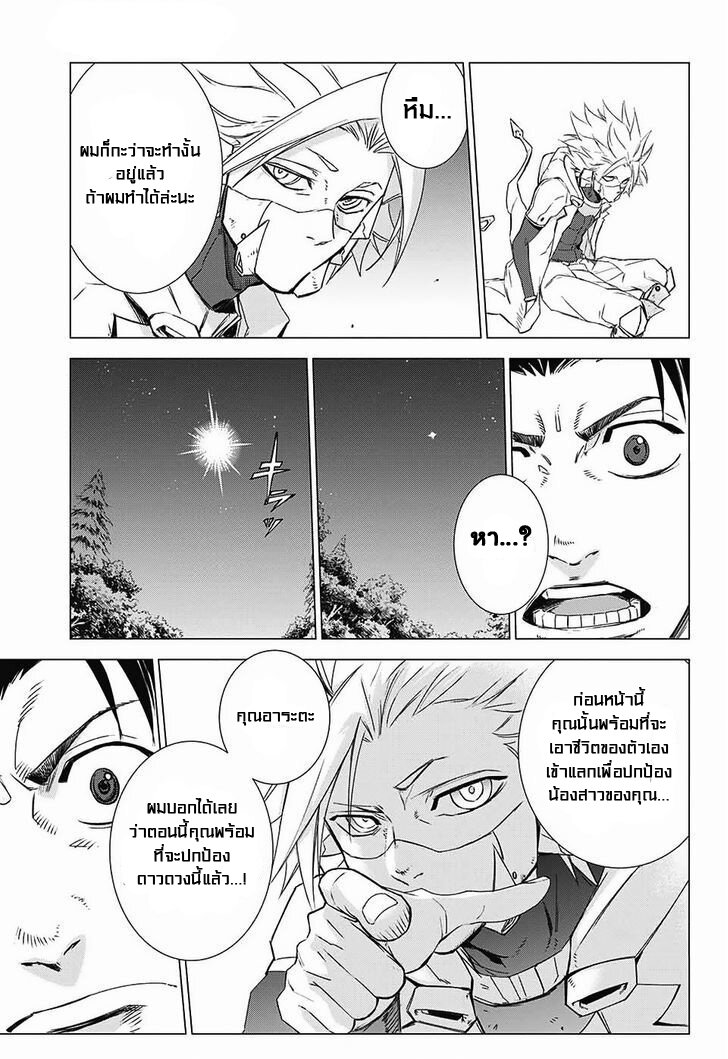 หืม...
ผมก็กะว่าจะทำงั้น
อยู่แล้ว
ถ้าผมทำได้ล่ะนะ
หา...?
キラッ
ก่อนหน้านี้
คุณนั้นพร้อมที่จะ
เอาชีวิตของตัวเอง
เข้าแลกเพื่อปกป้อง
น้องสาวของคุณ...
คุณอาระตะ
ผมบอกได้เลย
ว่าตอนนี้คุณพร้อม
ที่จะปกป้อง
ดาวดวงนี้แล้ว...!